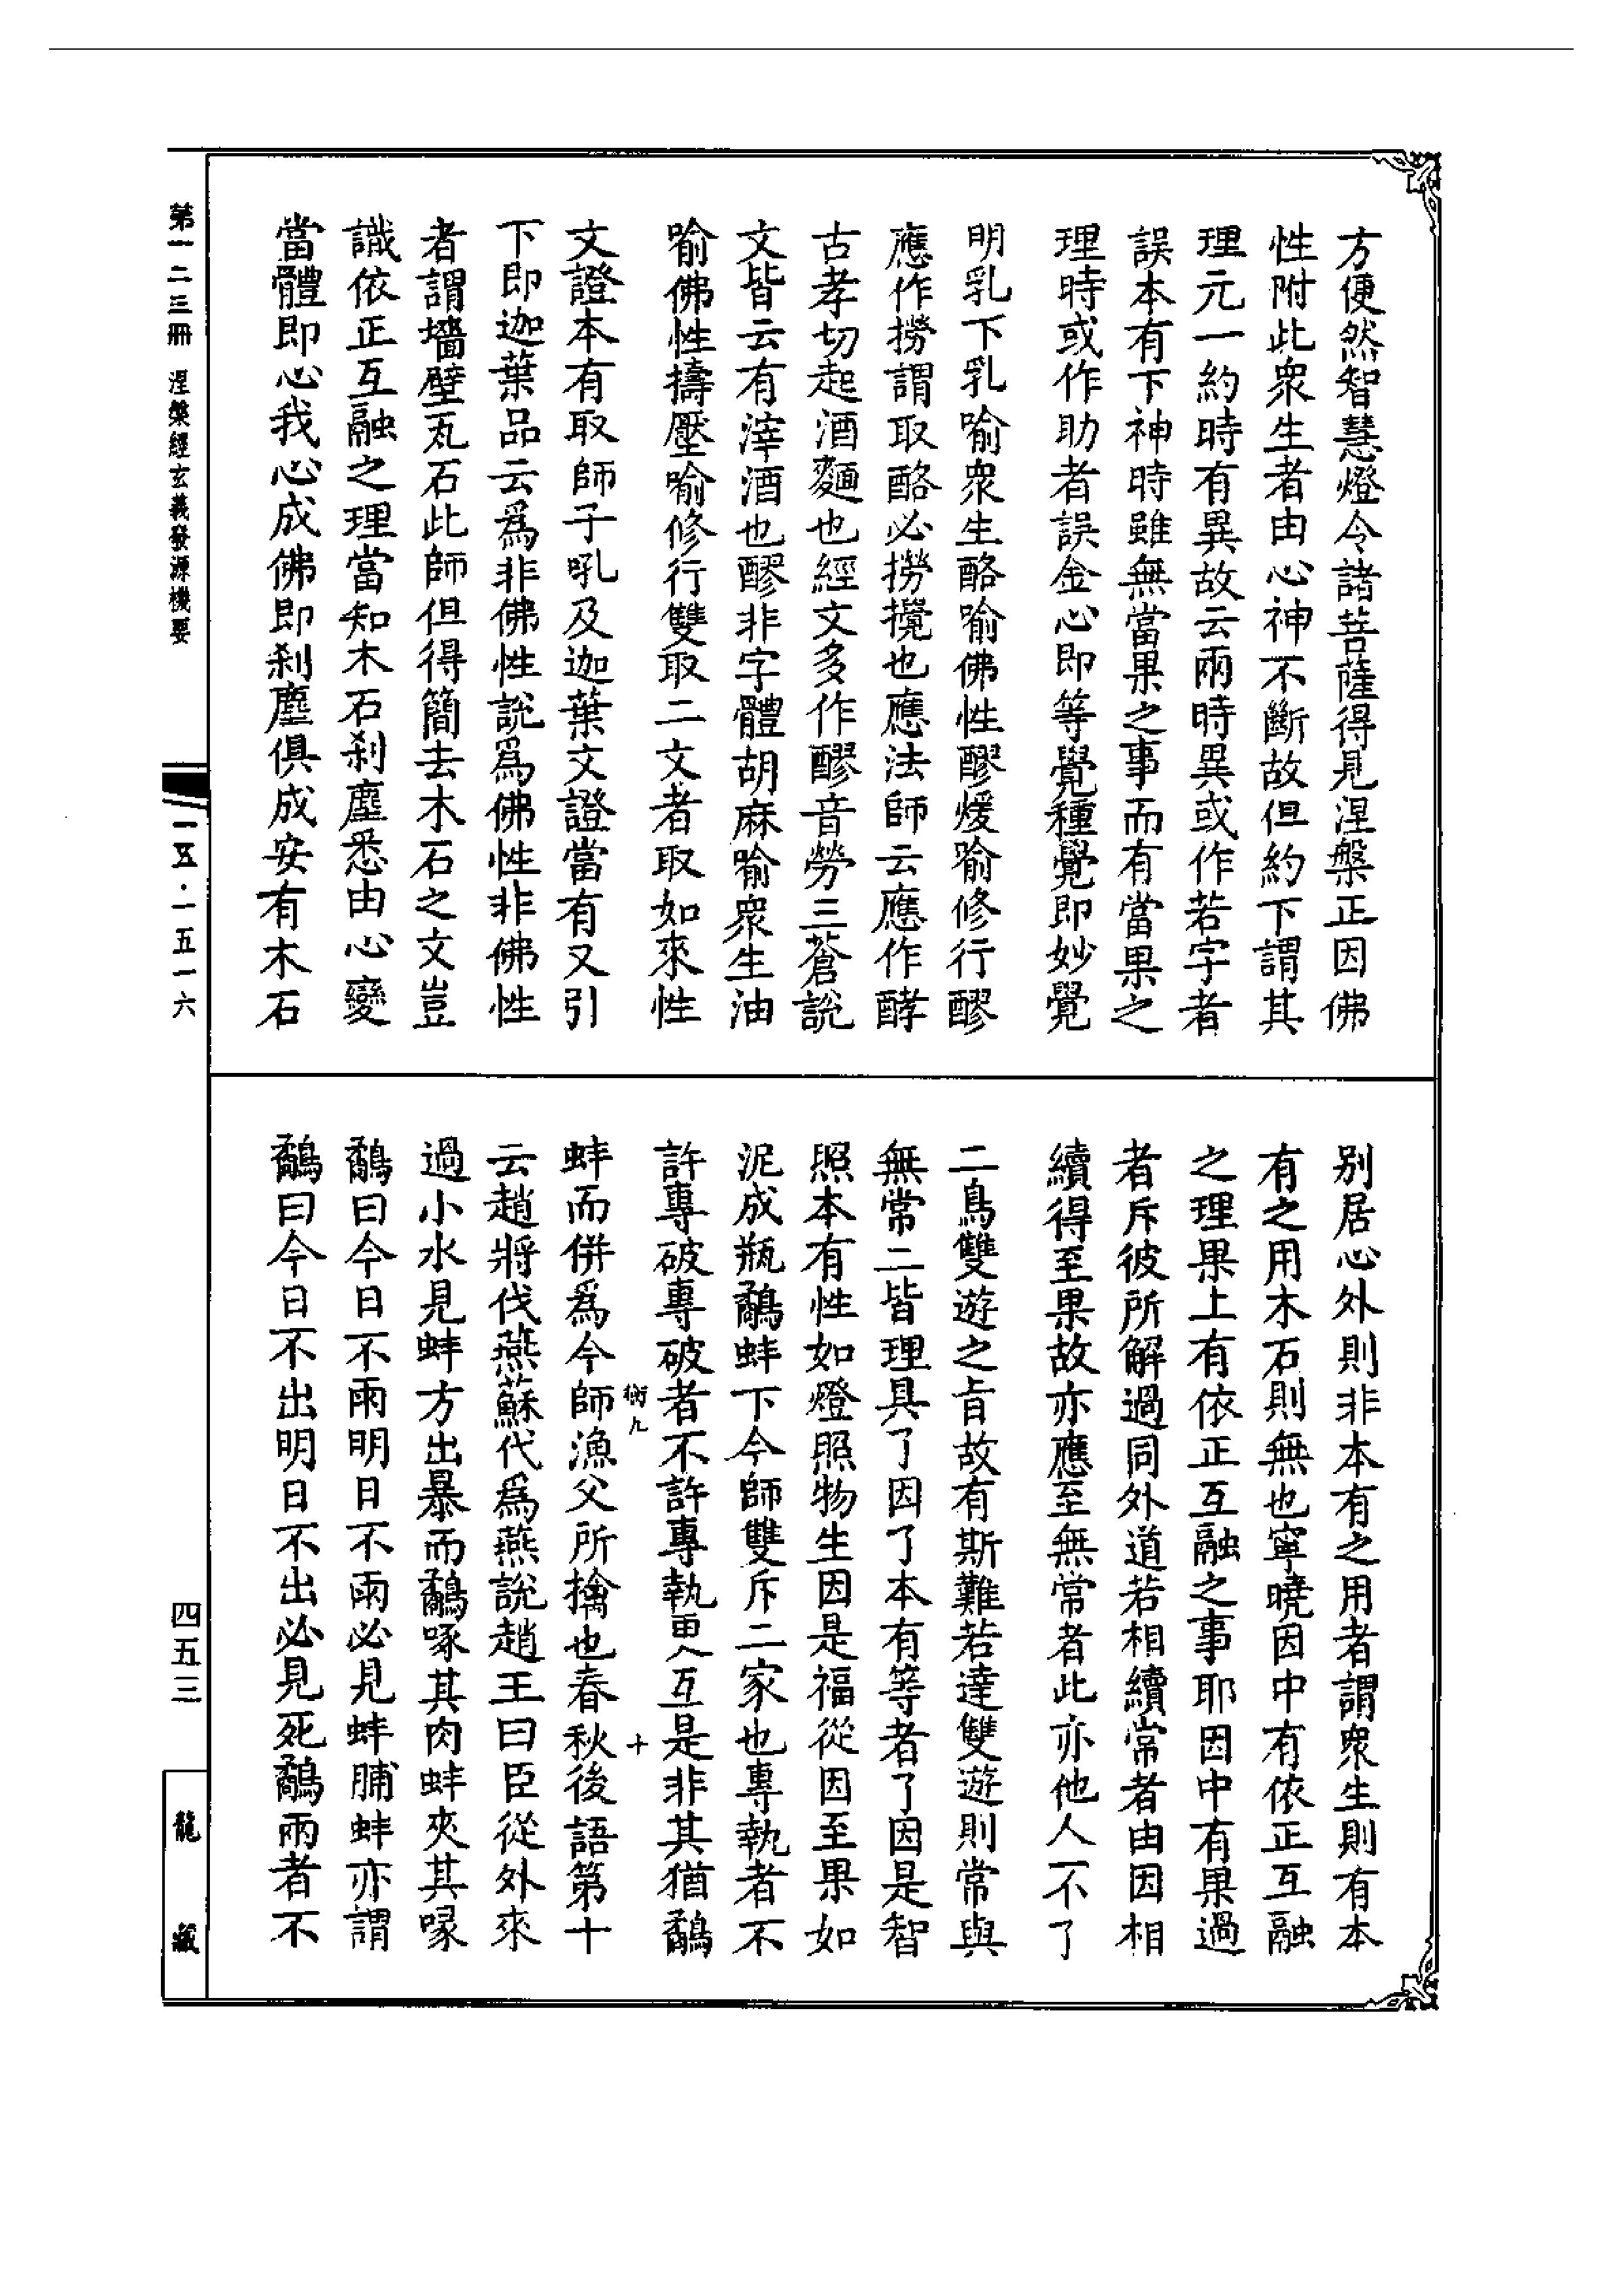 方便然智慧燈令諸菩薩得見涅槃正因佛
性附此衆生者由心神不斷故但約下謂其
理元一約時有異故云兩時異或作若字者
誤本有下神時雖無當果之事而有當果之
理時或作助者誤金心即等覺種覺即妙覺
明乳下乳喻衆生酪喻佛性醪煖喻修行醪
應作撈謂取酪必撈攪也應法師云應作酵
古孝切起酒麵也經文多作醪音勞三蒼說
文皆云有滓酒也醪非字體胡麻喻衆生油
喻佛性擣壓喻修行雙取二文者取如來性
文證本有取師子吼及迦葉文證當有又引
下即迦葉品云爲非佛性說爲佛性非佛性
者謂墻壁瓦石此師但得簡去木石之文豈
識依正互融之理當知木石刹塵悉由心變
當體即心我心成佛即刹塵俱成安有木石
別居心外則非本有之用者謂衆生則有本
有之用木石則無也寧曉因中有依正互融
之理果上有依正互融之事耶因中有果過
者斥彼所解過同外道若相續常者由因相
續得至果故亦應至無常者此亦他人不了
二鳥雙遊之旨故有斯難若達雙遊則常與
無常二皆理具了因了本有等者了因是智
照本有性如燈照物生因是福從因至果如
泥成瓶鷸蚌下今師雙斥二家也專執者不
許專破專破者不許專執更互是非其猶鷸
衡九
十
蚌而併爲今師漁父所擒也春秋後語第十
云趙將伐燕蘇代爲燕說趙王曰臣從外來
過小水見蚌方出暴而鷸啄其肉蚌夾其喙
鷸曰今日不雨明日不雨必見蚌脯蚌亦謂
鷸曰今日不出明日不出必見死鷸雨者不
第一二三冊 涅槃經玄義發源機要
一五·一五一六
四五三
龍藏